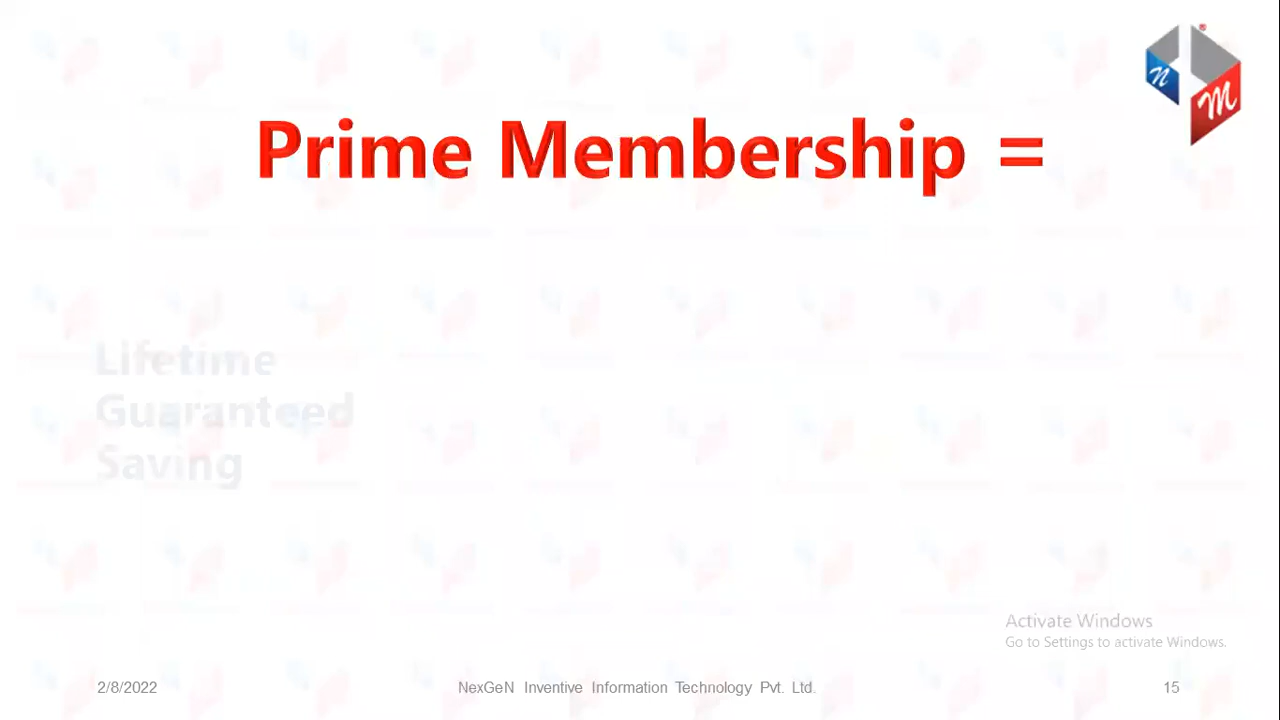 n
m
Prime Membership =
Lifetime
Guaranteed
Saving
Activate Windows
Go to Settings to activate Windows.
2/8/2022
NexGeN Inventive Information Technology Pvt. Ltd.
15